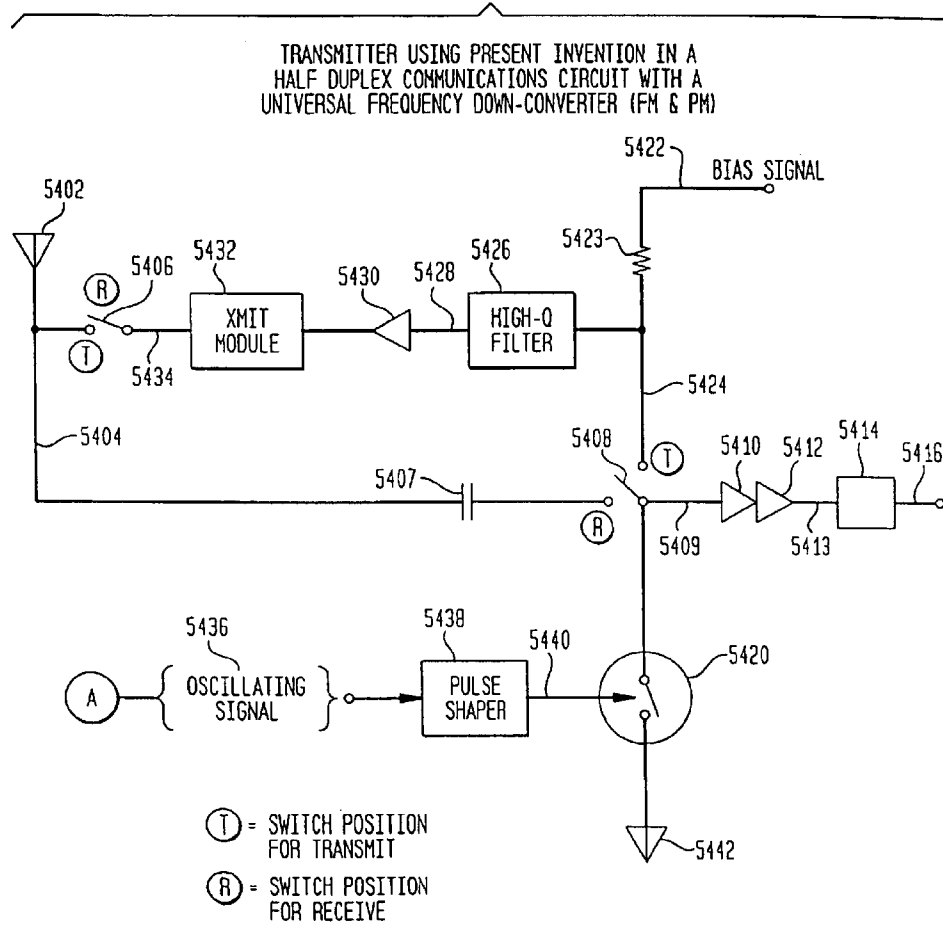 TRANSMITTER USING PRESENT INVENTION IN A
HALF DUPLEX COMMUNICATIONS CIRCUIT WITH A
UNIVERSAL FREQUENCY DOWN-CONVERTER (FM & PM)
5422
BIAS SIGNAL
5402
5423
5432
5426
5406
5430
5428
R
XMIT
MODULE
HIGH-Q
FILTER
T
5434
5424
5404
5408
T
5410
5412
5414
5416
5407
R
5409
5413
5436
5438
5440
5420
A
OSCILLATING
SIGNAL
PULSE
SHAPER
T = SWITCH POSITION
FOR TRANSMIT
5442
R = SWITCH POSITION
FOR RECEIVE